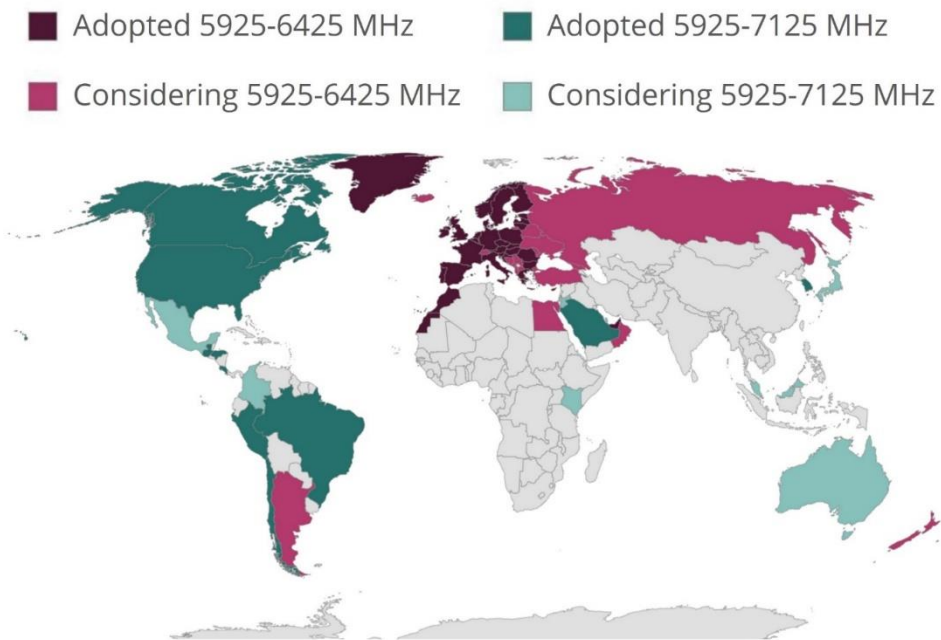 Adopted 5925-6425 MHz
Adopted 5925-7125 MHz
Considering 5925-6425 MHz
Considering 5925-7125 MHz